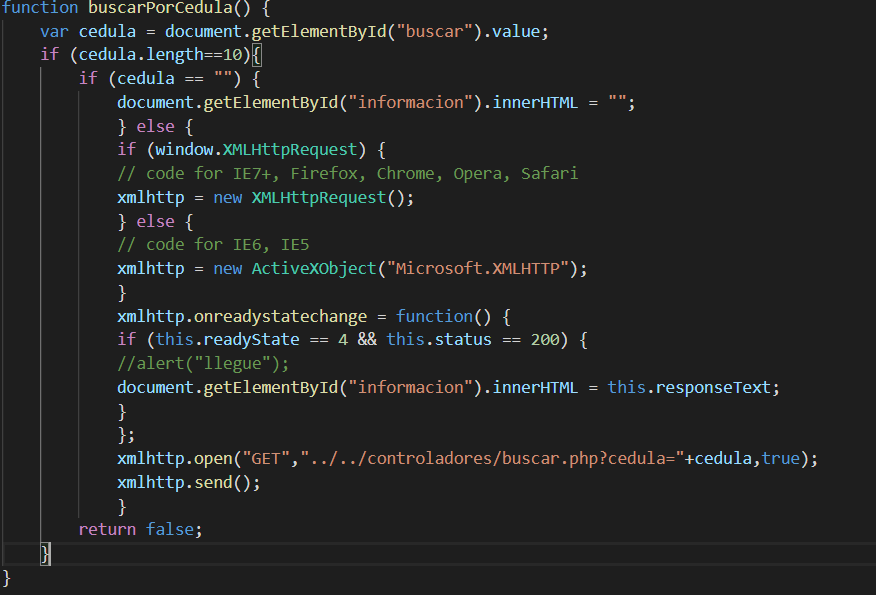 function buscarPorCedula() {
var cedula = document.getElementById("buscar").value;
if (cedula.length==10){
if (cedula == "") {
document.getElementById("informacion").innerHTML = "";
} else {
if (window.XMLHttpRequest) {
// code for IE7+, Firefox, Chrome, Opera, Safari
xmlhttp = new XMLHttpRequest();
} else {
// code for IE6, IE5
xmlhttp = new ActiveXObject("Microsoft.XMLHTTP");
}
xmlhttp.onreadystatechange = function() {
if (this.readyState == 4 && this.status == 200) {
//alert("llegue");
document.getElementById("informacion").innerHTML = this.responseText;
}
};
xmlhttp.open("GET","../../controladores/buscar.php?cedula="+cedula,true);
xmlhttp.send();
}
return false;
}
}